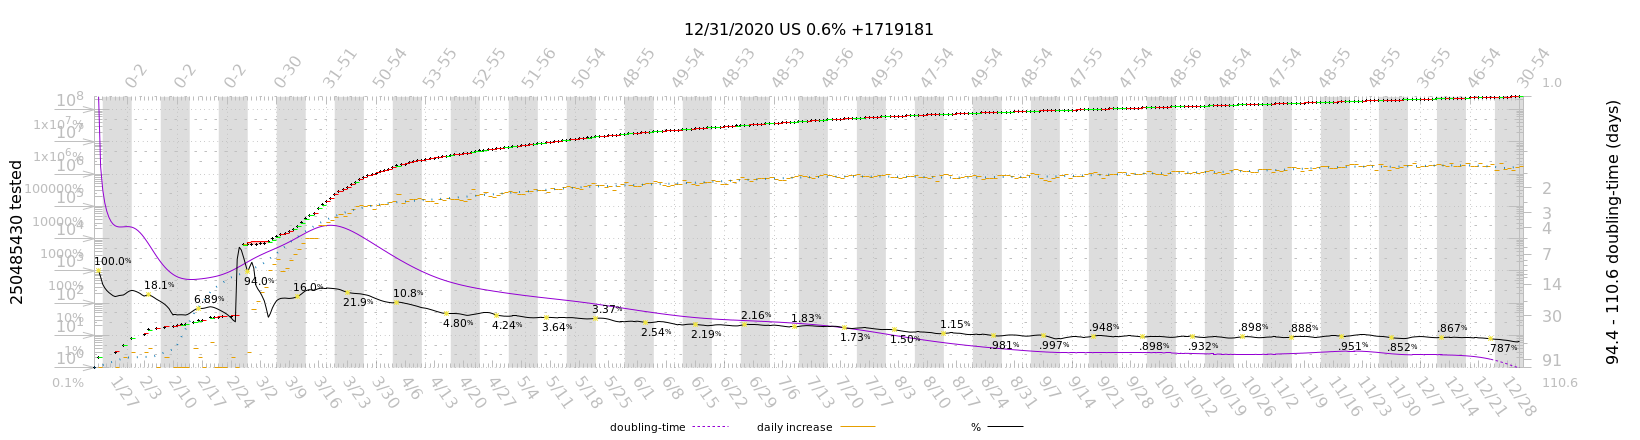 12/31/2020 US 0.6% +1719181
0-2 0-2 0-2 0-30 31-51 50-54 53-55 52-55 51-56 50-54 48-55 49-54 48-53 48-53 49-55 47-54 49-54 48-54 47-55 47-54 48-56 48-54 47-54 48-55 48-55 36-55 46-54 30-54
250485430 tested
10⁸
1x10⁷%
10⁷
1x10⁶%
10⁶
100000%
10⁵
10000%
10⁴
1000%
10³
100%
10²
10%
10¹
1%
10⁰
0.1%
1.0
2
3
4
7
14
30
91
110.6
94.4 - 110.6 doubling-time (days)
100.0% 18.1% 6.89% 94.0% 16.0% 21.9% 10.8% 4.80% 4.24% 3.64% 3.37% 2.54% 2.19% 2.16% 1.83% 1.73% 1.50% 1.15% .981% .997% .948% .898% .932% .898% .888% .951% .852% .867% .787%
1/27 2/3 2/10 2/17 2/24 3/2 3/9 3/16 3/23 3/30 4/6 4/13 4/20 4/27 5/4 5/11 5/18 5/25 6/1 6/8 6/15 6/22 6/29 7/6 7/13 7/20 7/27 8/3 8/10 8/17 8/24 8/31 9/7 9/14 9/21 9/28 10/5 10/12 10/19 10/26 11/2 11/9 11/16 11/23 11/30 12/7 12/14 12/21 12/28
doubling-time daily increase %